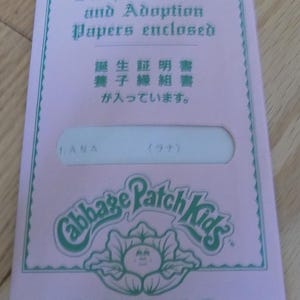 and Adoption
Papers enclosed
誕生証明書
養子縁組書
が入っています。
LANA (ラナ)
Cabbage Patch Kids